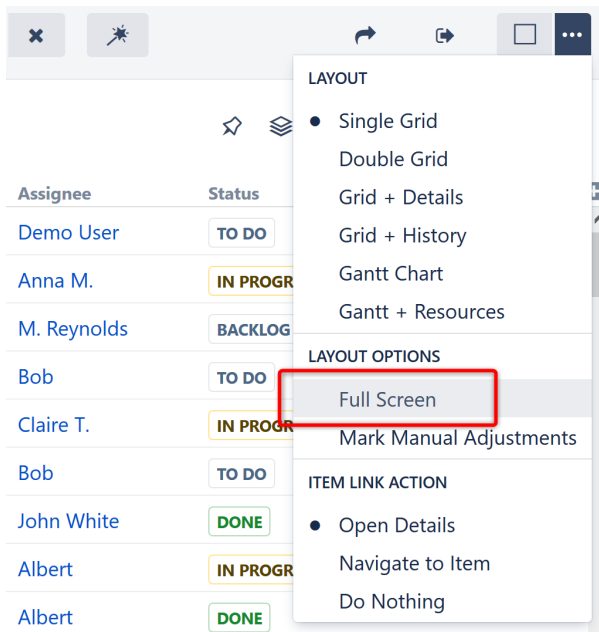 LAYOUT
Single Grid
Double Grid
Grid + Details
Grid + History
Gantt Chart
Gantt + Resources
LAYOUT OPTIONS
Full Screen
Mark Manual Adjustments
ITEM LINK ACTION
Open Details
Navigate to Item
Do Nothing
Assignee Status
Demo User TO DO
Anna M. IN PROGR
M. Reynolds BACKLOG
Bob TO DO
Claire T. IN PROGR
Bob TO DO
John White DONE
Albert IN PROGR
Albert DONE